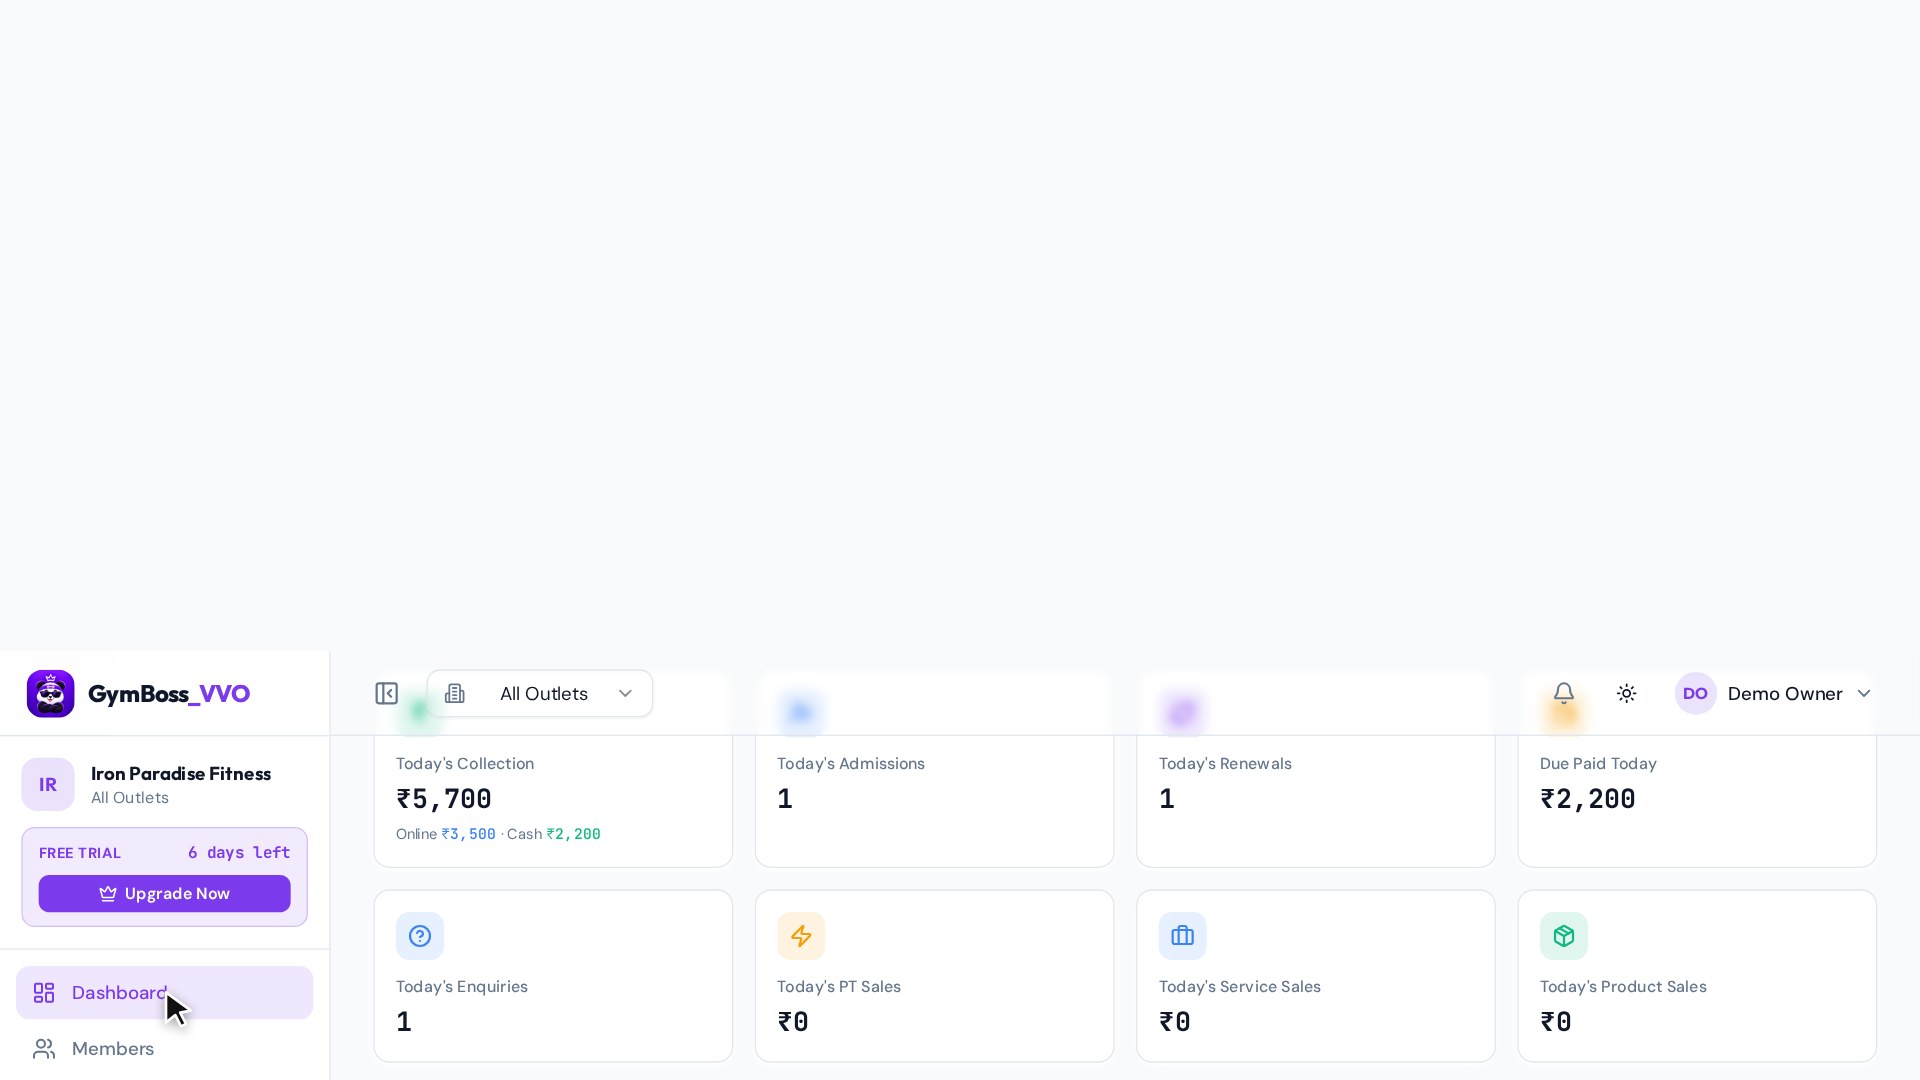 GymBoss_VVO
All Outlets
DO Demo Owner
IR
Iron Paradise Fitness
All Outlets
FREE TRIAL 6 days left
Upgrade Now
Dashboard
Members
Today's Collection
₹5,700
Online ₹3,500 · Cash ₹2,200
Today's Admissions
1
Today's Renewals
1
Due Paid Today
₹2,200
Today's Enquiries
1
Today's PT Sales
₹0
Today's Service Sales
₹0
Today's Product Sales
₹0